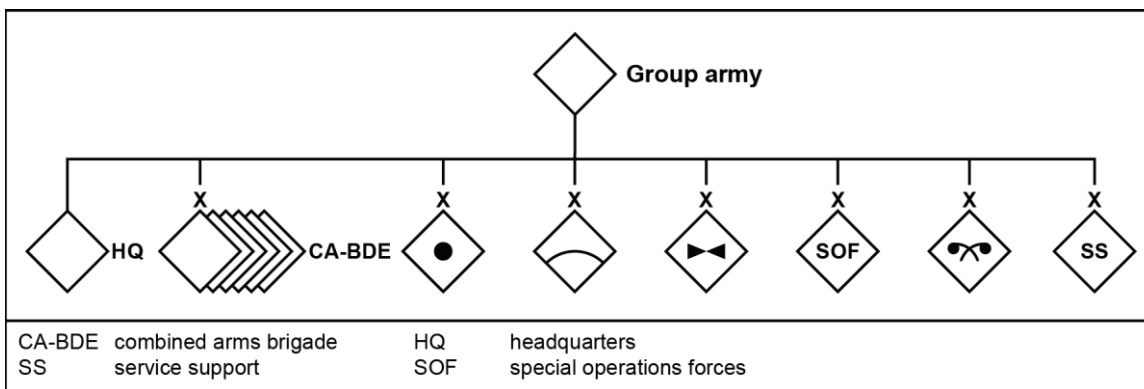 Group army
X X X X X X X
HQ CA-BDE SOF SS
CA-BDE combined arms brigade HQ headquarters
SS service support SOF special operations forces